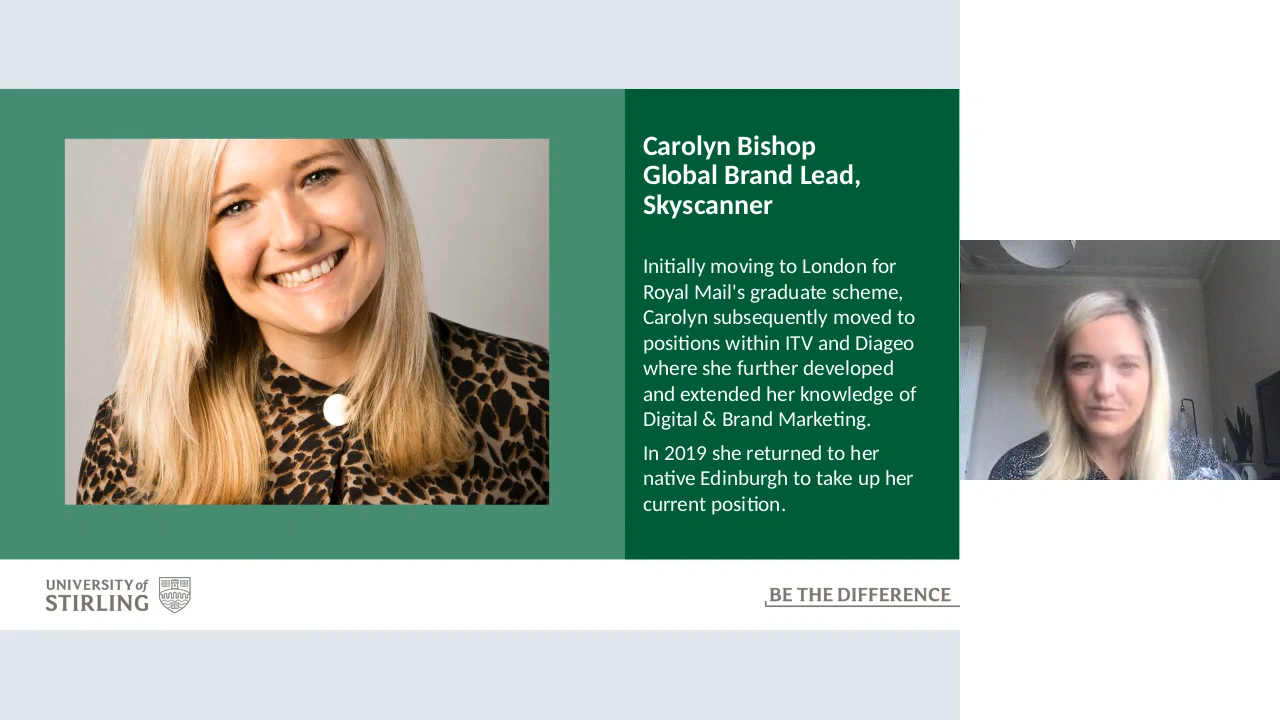 Carolyn Bishop
Global Brand Lead,
Skyscanner
Initially moving to London for
Royal Mail's graduate scheme,
Carolyn subsequently moved to
positions within ITV and Diageo
where she further developed
and extended her knowledge of
Digital & Brand Marketing.
In 2019 she returned to her
native Edinburgh to take up her
current position.
UNIVERSITY of
STIRLING
BE THE DIFFERENCE